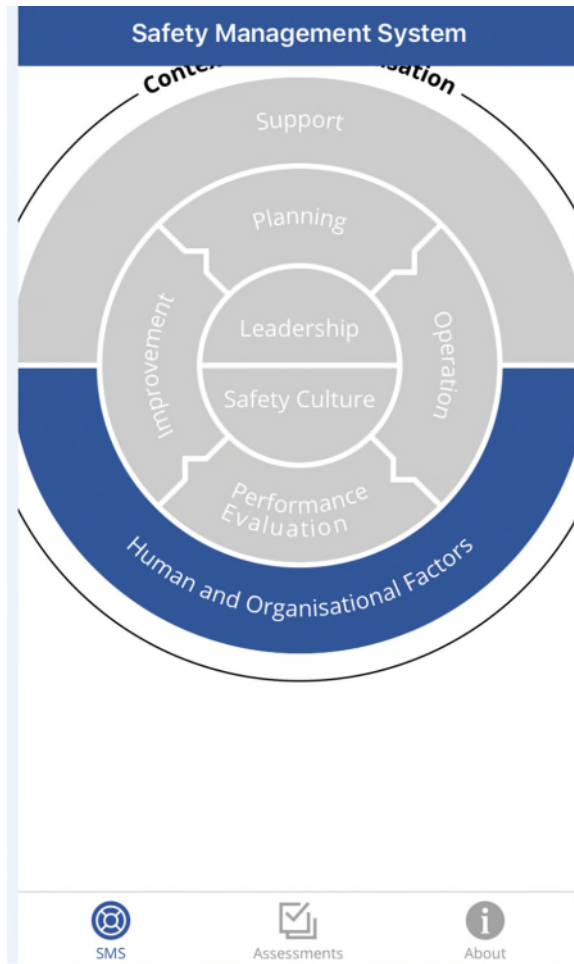 Safety Management System
Support
Planning
Leadership
Improvement
Operation
Safety Culture
Performance
Evaluation
Human and Organisational Factors
SMS
Assessments
About